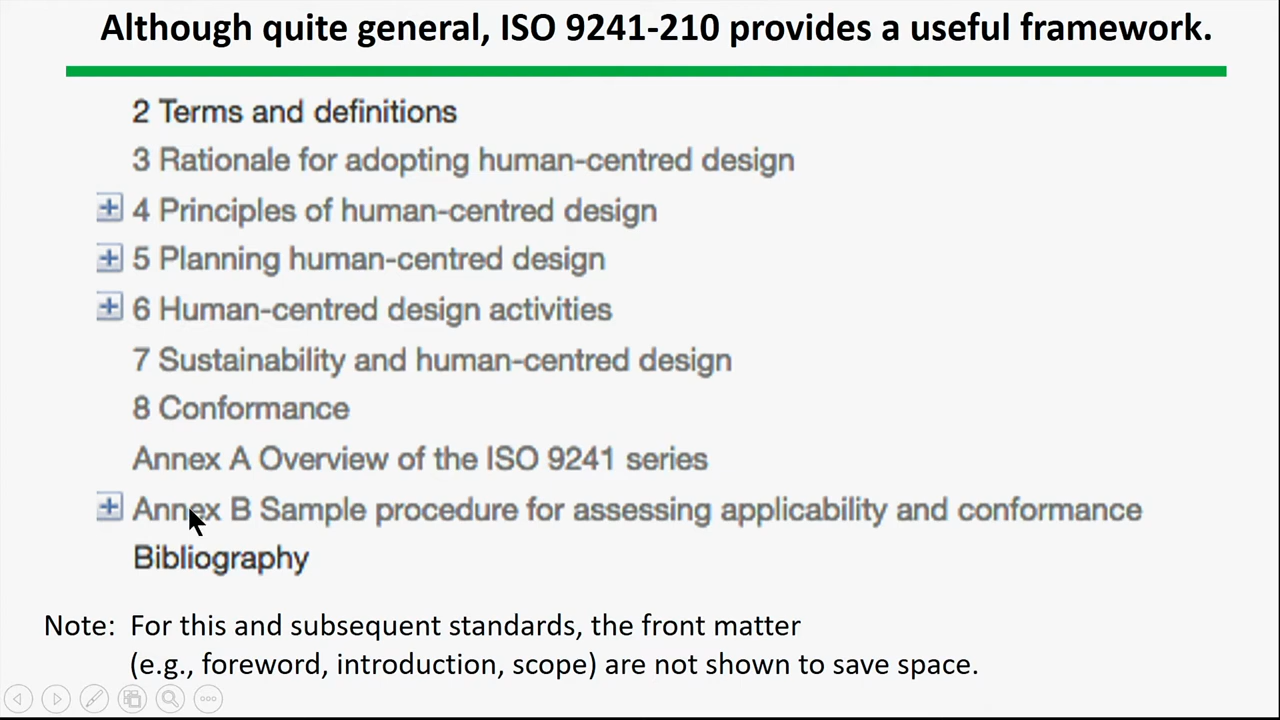 Although quite general, ISO 9241-210 provides a useful framework.
2 Terms and definitions
3 Rationale for adopting human-centred design
4 Principles of human-centred design
5 Planning human-centred design
6 Human-centred design activities
7 Sustainability and human-centred design
8 Conformance
Annex A Overview of the ISO 9241 series
Annex B Sample procedure for assessing applicability and conformance
Bibliography
Note: For this and subsequent standards, the front matter
(e.g., foreword, introduction, scope) are not shown to save space.